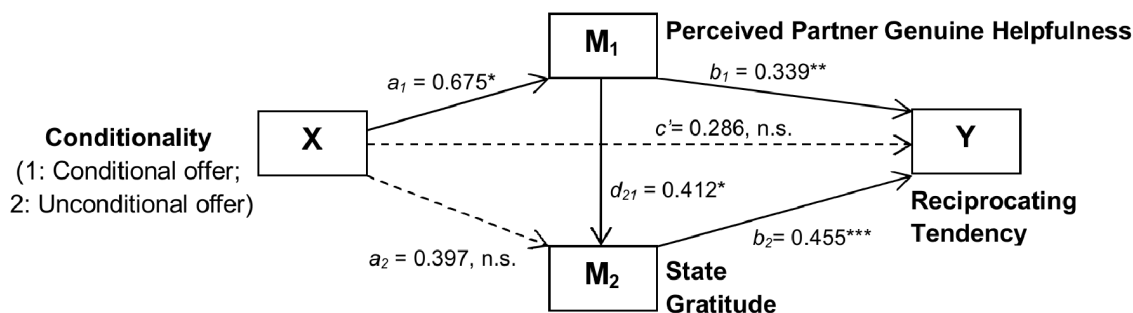 M1
Perceived Partner Genuine Helpfulness
a1 = 0.675*
b1 = 0.339**
Conditionality
(1: Conditional offer;
2: Unconditional offer)
X
c'= 0.286, n.s.
Y
d21 = 0.412*
Reciprocating
Tendency
a2 = 0.397, n.s.
b2= 0.455***
M2
State
Gratitude